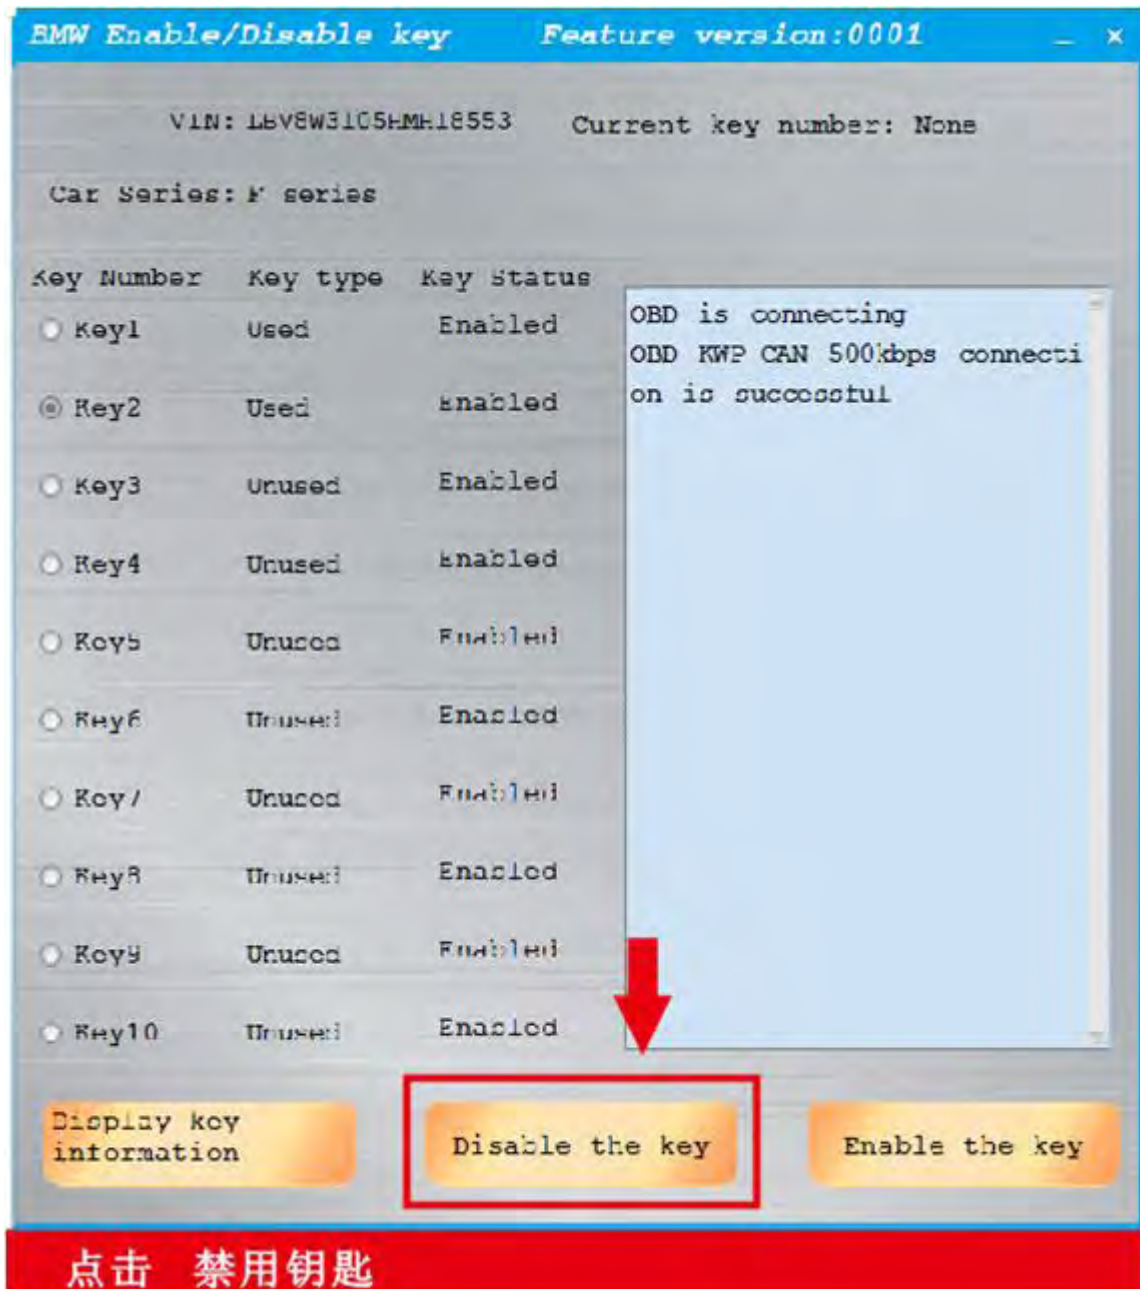 BMW Enable/Disable key Feature version:0001
VIN: Current key number: None
Car Series: F series
Key Number Key type Key Status
Key1 Used Enabled
Key2 Used Enabled
Key3 Unused Enabled
Key4 Unused Enabled
Key5 Unused Enabled
Key6 Unused Enabled
Key7 Unused Enabled
Key8 Unused Enabled
Key9 Unused Enabled
Key10 Unused Enabled
OBD is connecting
OBD KWP CAN 500kbps connecti
on is successful
Display key
information
Disable the key
Enable the key
点击 禁用钥匙